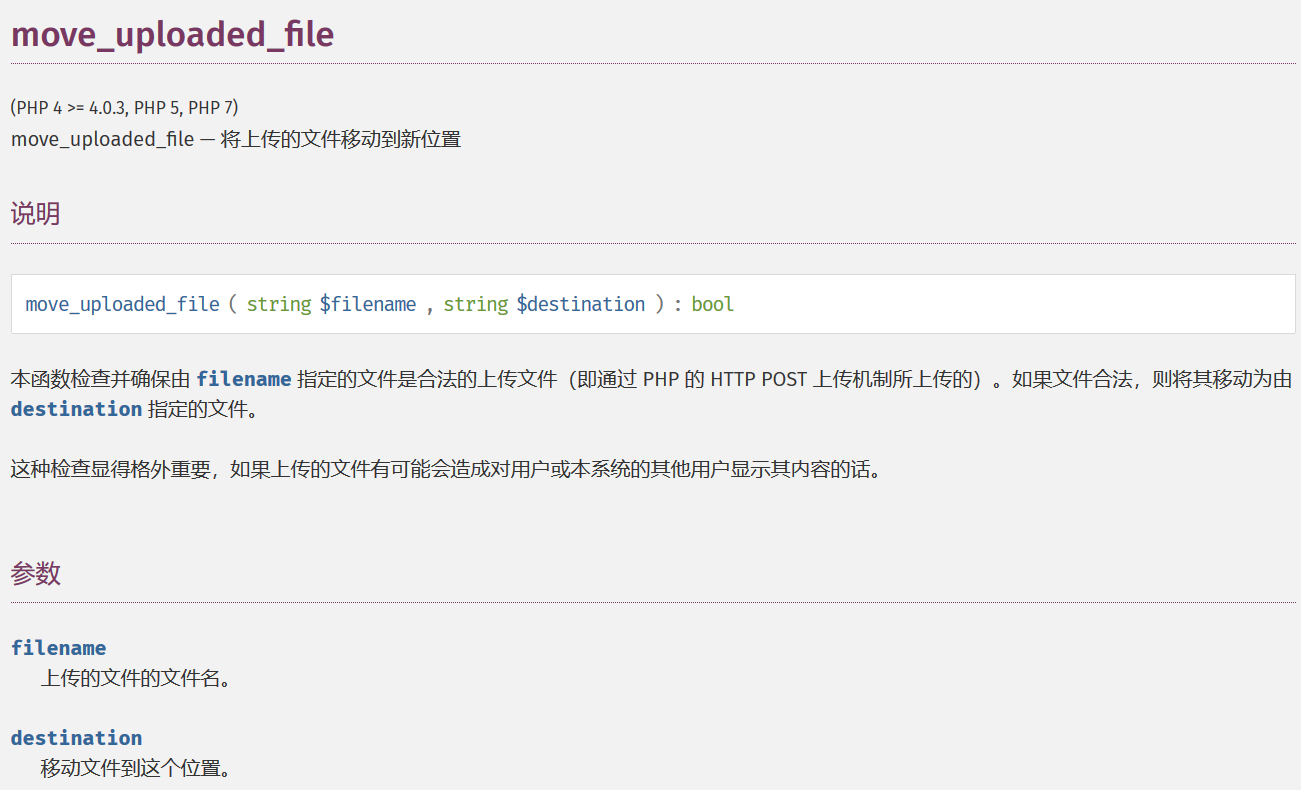 move_uploaded_file
(PHP 4 >= 4.0.3, PHP 5, PHP 7)
move_uploaded_file — 将上传的文件移动到新位置
说明
move_uploaded_file ( string $filename , string $destination ) : bool
本函数检查并确保由 filename 指定的文件是合法的上传文件（即通过 PHP 的 HTTP POST 上传机制所上传的）。如果文件合法，则将其移动为由
destination 指定的文件。
这种检查显得格外重要，如果上传的文件有可能会造成对用户或本系统的其他用户显示其内容的话。
参数
filename
上传的文件的文件名。
destination
移动文件到这个位置。